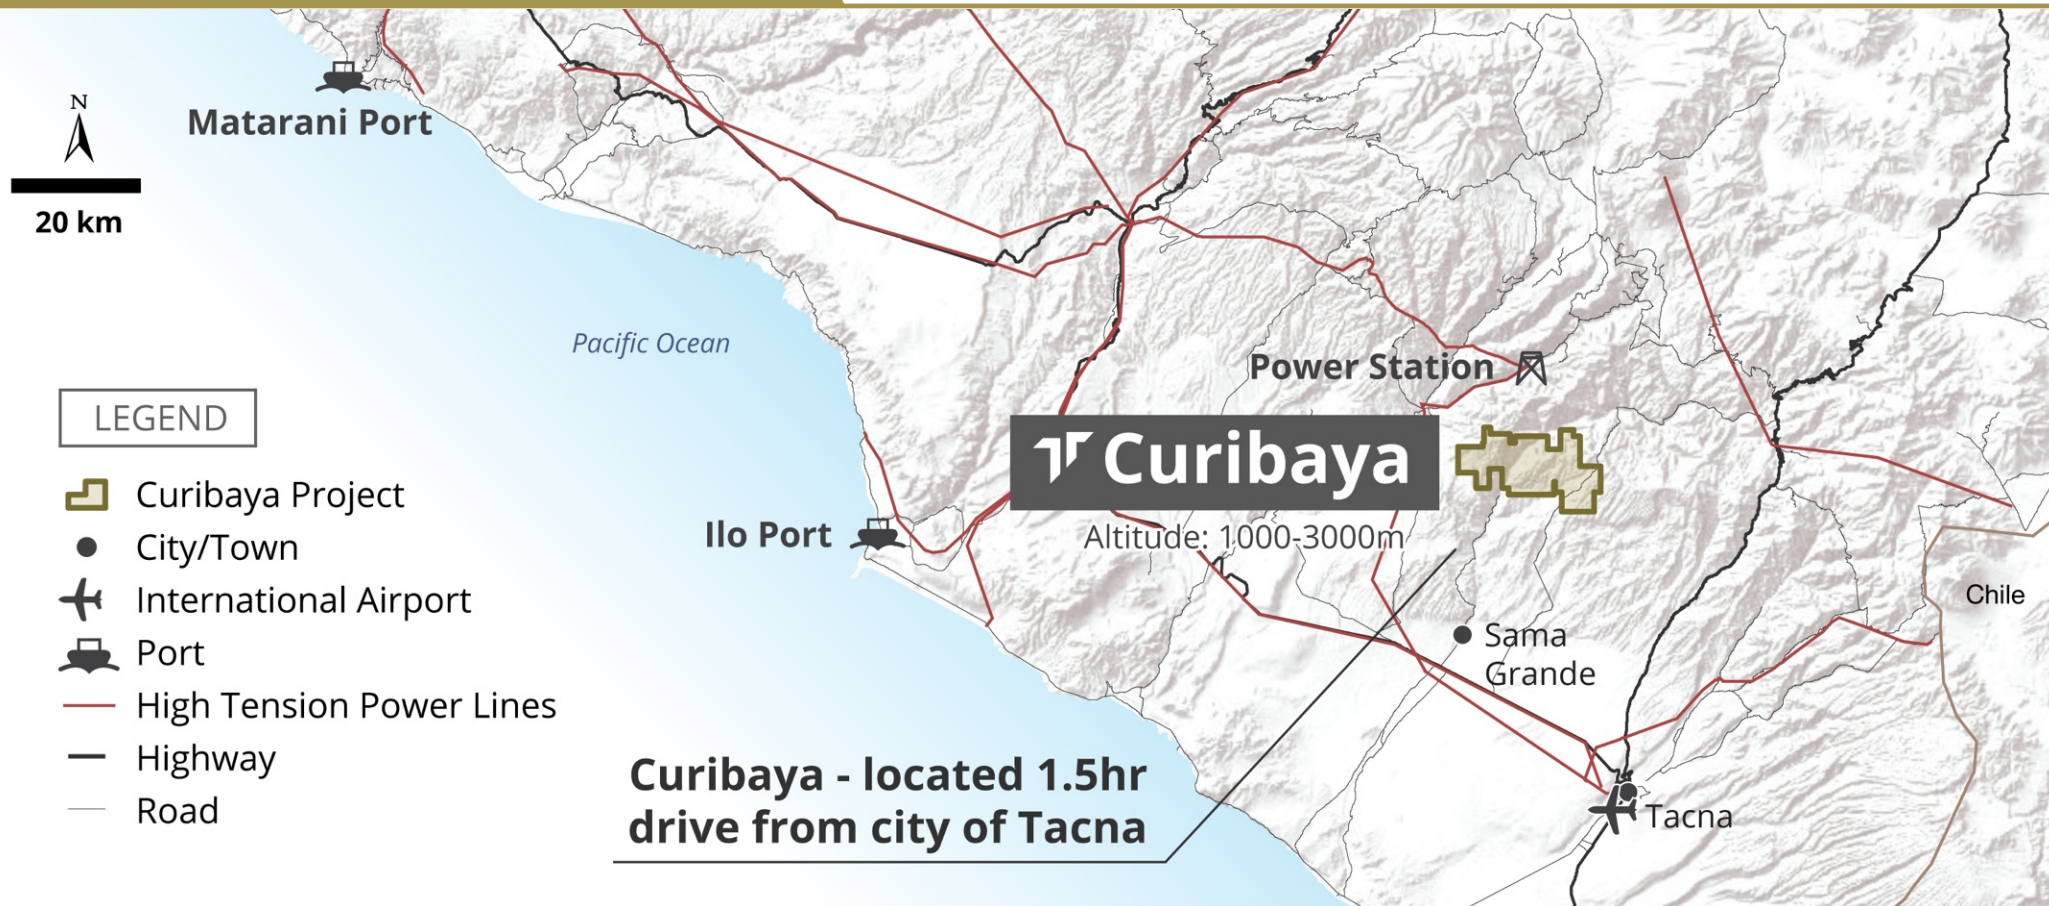 Matarani Port
N
20 km
Pacific Ocean
Power Station
Curibaya
Altitude: 1000-3000m
Ilo Port
Chile
Sama
Grande
Tacna
Curibaya - located 1.5hr
drive from city of Tacna
LEGEND
Curibaya Project
City/Town
International Airport
Port
High Tension Power Lines
Highway
Road